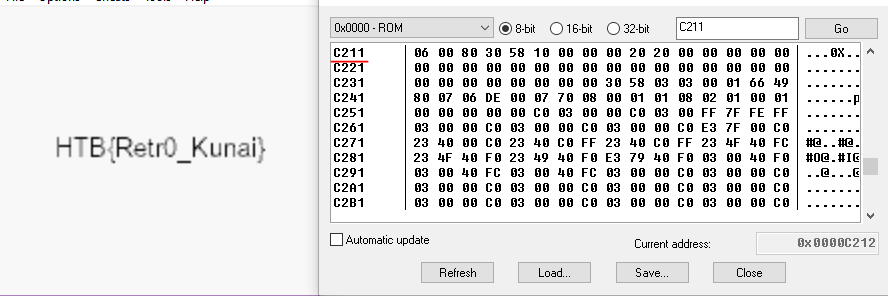 HTB{Retr0_Kunai}
0x0000 - ROM 8-bit 16-bit 32-bit C211 Go
C211 06 00 80 30 58 10 00 00 00 20 20 00 00 00 00 00 ...0X..
C221 00 00 00 00 00 00 00 00 00 00 00 00 00 00 00 00 .......
C231 00 00 00 00 00 00 00 00 30 58 03 03 00 01 66 49 .......
C241 80 07 06 DE 00 07 70 08 00 01 01 08 02 01 00 01 ......p
C251 00 00 00 00 00 C0 03 00 00 C0 03 00 FF 7F FE FF .......
C261 03 00 00 C0 03 00 00 C0 03 00 00 C0 E3 7F 00 C0 .......
C271 23 40 00 C0 23 40 C0 FF 23 40 C0 FF 23 4F 40 FC #@..#@.
C281 23 4F 40 F0 23 49 40 F0 E3 79 40 F0 03 00 40 F0 #O@.#I@
C291 03 00 40 FC 03 00 40 FC 03 00 00 C0 03 00 00 C0 ..@...@
C2A1 03 00 00 C0 03 00 00 C0 03 00 00 C0 03 00 00 C0 .......
C2B1 03 00 00 C0 03 00 00 C0 03 00 00 C0 03 00 00 C0 .......
Automatic update Current address: 0x0000C212
Refresh Load... Save... Close